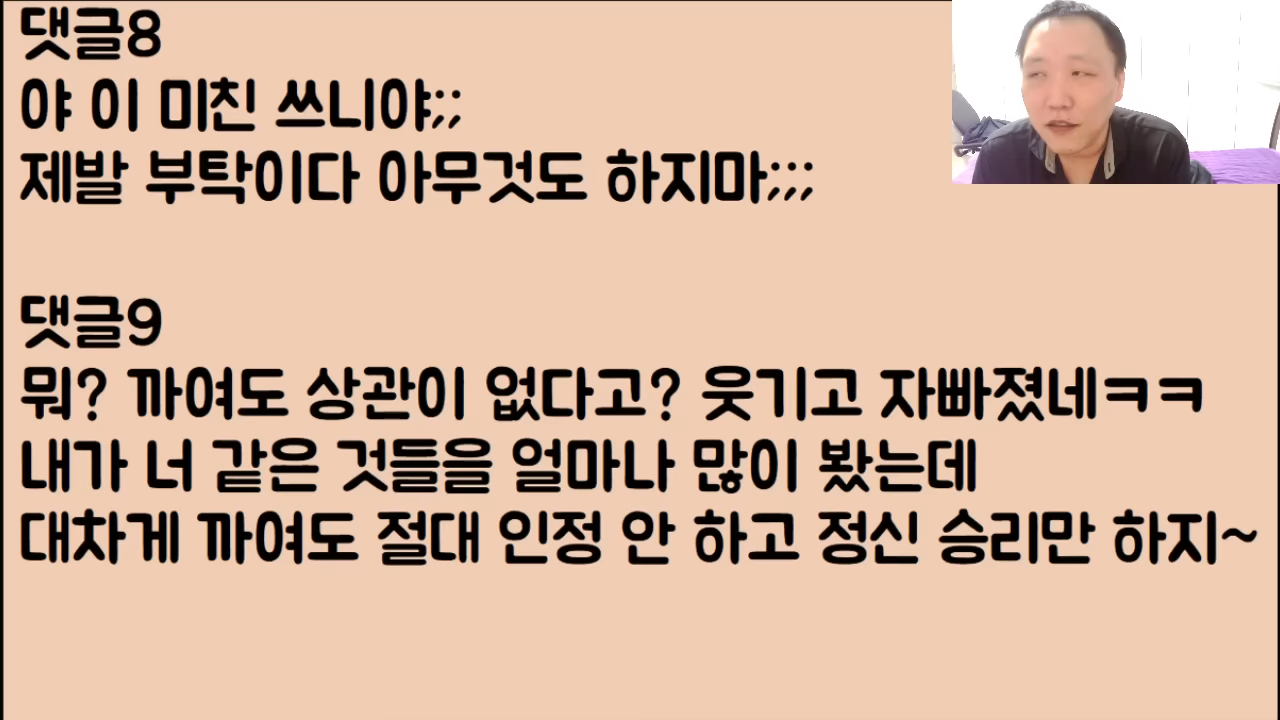 댓글8
야 이 미친 쓰니야;;
제발 부탁이다 아무것도 하지마;;;
댓글9
뭐? 까여도 상관이 없다고? 웃기고 자빠졌네ㅋㅋ
내가 너 같은 것들을 얼마나 많이 봤는데
대차게 까여도 절대 인정 안 하고 정신 승리만 하지~